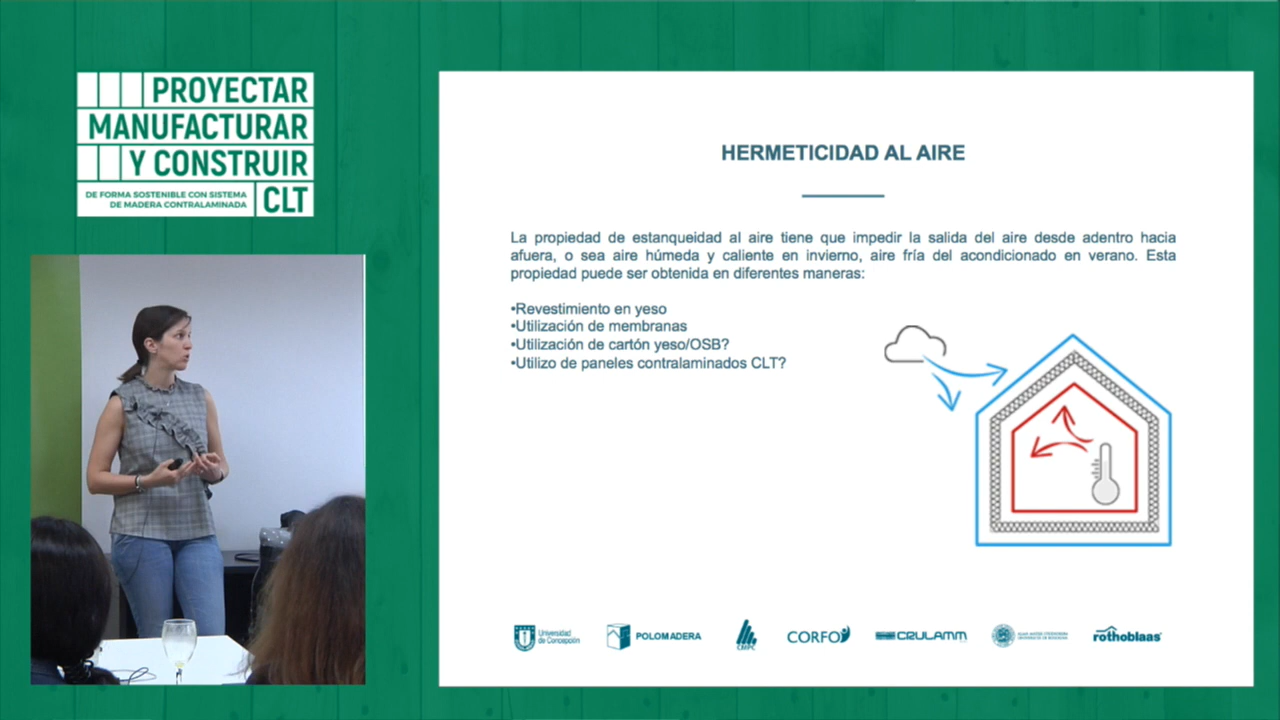 PROYECTAR
MANUFACTURAR
Y CONSTRUIR
DE FORMA SOSTENIBLE CON SISTEMA
DE MADERA CONTRALAMINADA
CLT
HERMETICIDAD AL AIRE
La propiedad de estanqueidad al aire tiene que impedir la salida del aire desde adentro hacia
afuera, o sea aire húmeda y caliente en invierno, aire fría del acondicionado en verano. Esta
propiedad puede ser obtenida en diferentes maneras:
•Revestimiento en yeso
•Utilización de membranas
•Utilización de cartón yeso/OSB?
•Utilizo de paneles contralaminados CLT?
Universidad
de Concepción
POLOMADERA
CMPC
CORFO
CRULAMM
rothoblaas